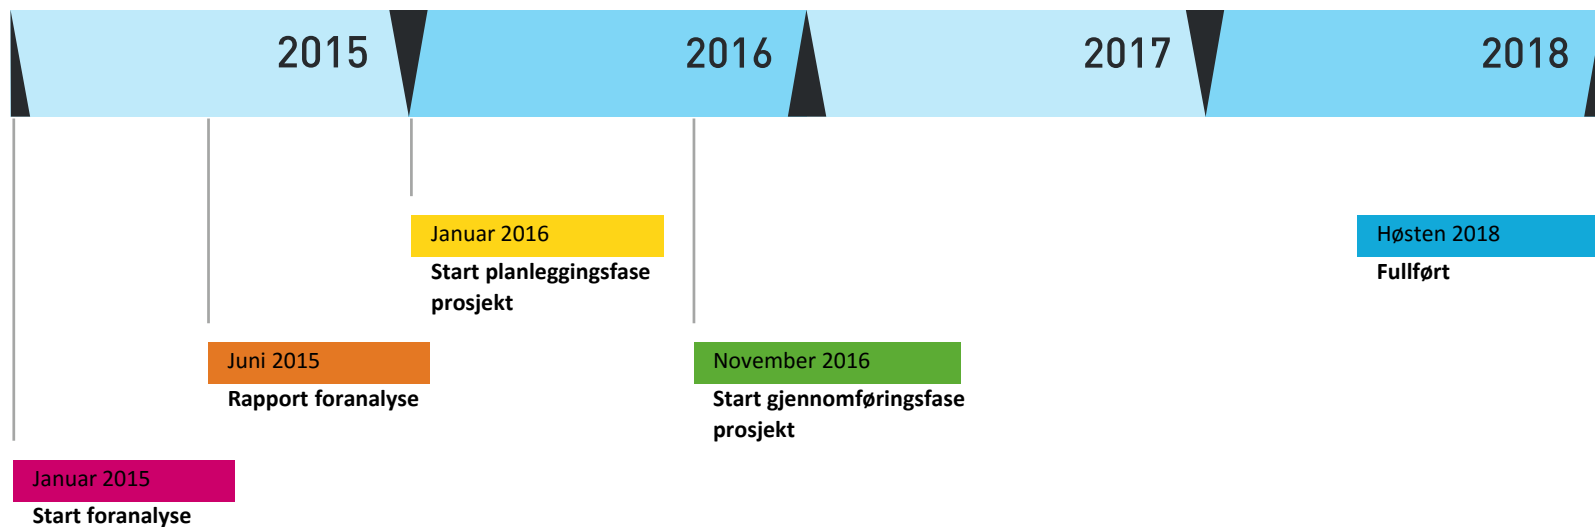 2015
2016
2017
2018
Januar 2016
Start planleggingsfase
prosjekt
Høsten 2018
Fullført
Juni 2015
Rapport foranalyse
November 2016
Start gjennomføringsfase
prosjekt
Januar 2015
Start foranalyse